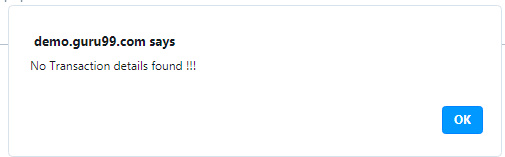 demo.guru99.com says
No Transaction details found !!!
OK